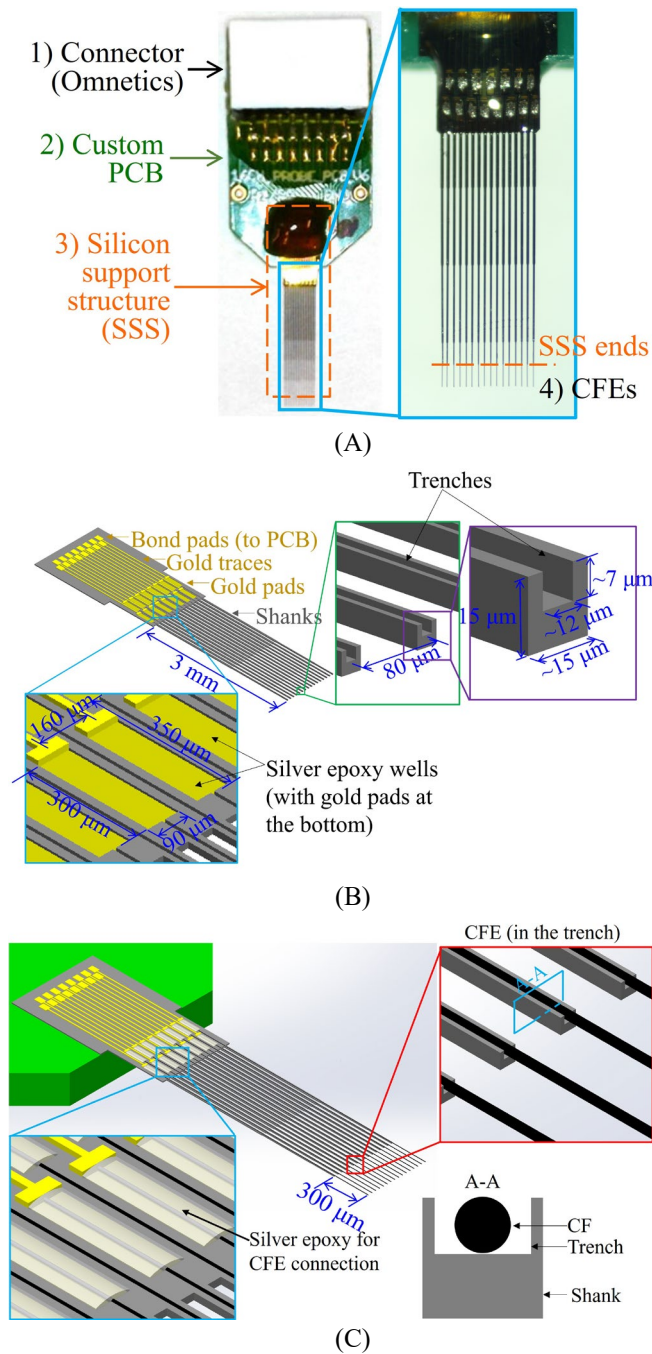 1) Connector
(Omnetics)
2) Custom
PCB
3) Silicon
support
structure
(SSS)
SSS ends
4) CFEs
(A)
Trenches
Bond pads (to PCB)
Gold traces
Gold pads
Shanks
3 mm
80 μm
15 μm
~7 μm
~12 μm
~15 μm
160 μm
350 μm
300 μm
90 μm
Silver epoxy wells
(with gold pads at
the bottom)
(B)
CFE (in the trench)
A-A
300 μm
Silver epoxy for
CFE connection
A-A
CF
Trench
Shank
(C)